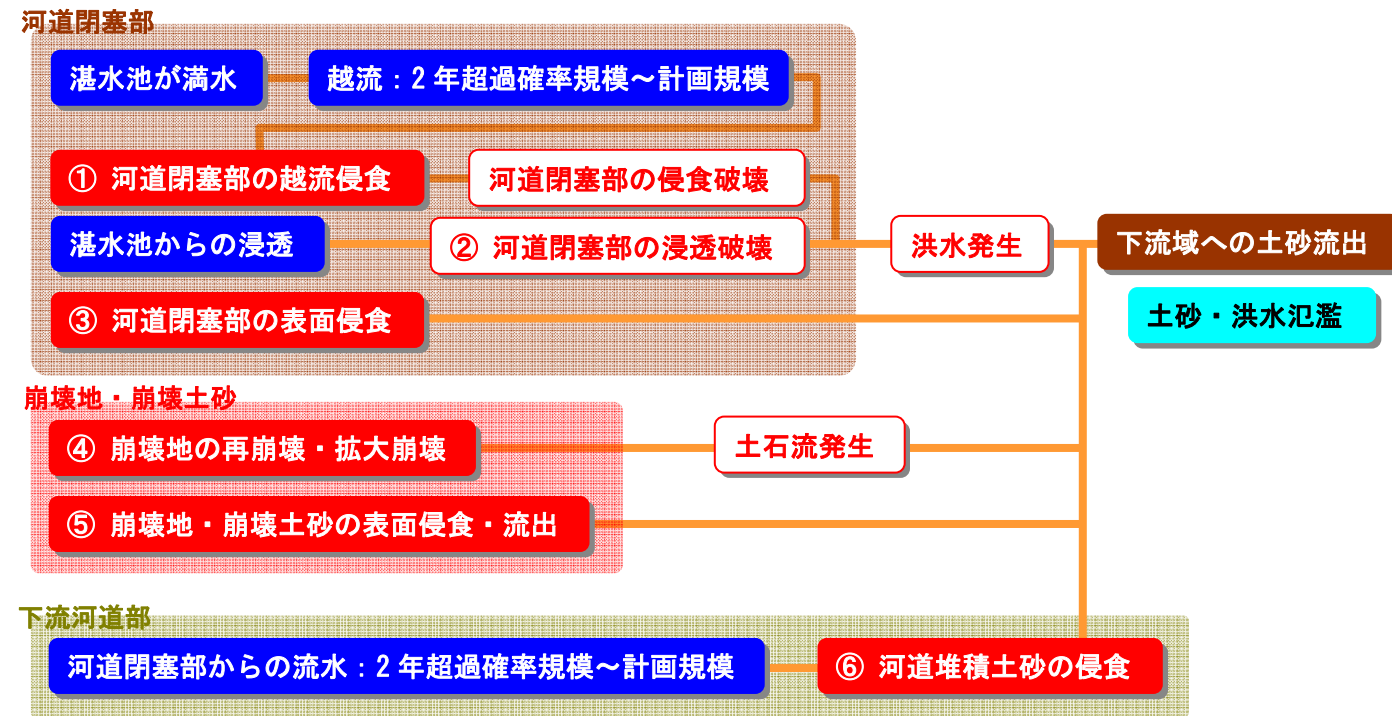 河道閉塞部
湛水池が満水
越流：2年超過確率規模～計画規模
① 河道閉塞部の越流侵食
河道閉塞部の侵食破壊
湛水池からの浸透
② 河道閉塞部の浸透破壊
洪水発生
下流域への土砂流出
③ 河道閉塞部の表面侵食
土砂・洪水氾濫
崩壊地・崩壊土砂
④ 崩壊地の再崩壊・拡大崩壊
土石流発生
⑤ 崩壊地・崩壊土砂の表面侵食・流出
下流河道部
河道閉塞部からの流水：2年超過確率規模～計画規模
⑥ 河道堆積土砂の侵食